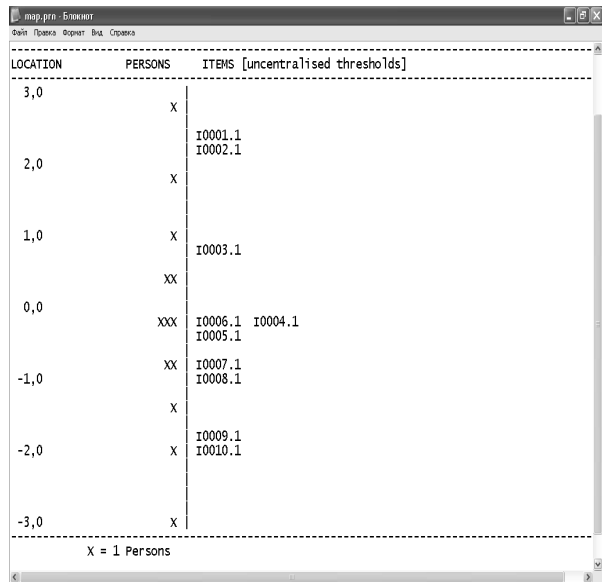 map.prn - Блокнот
Файл Правка Формат Вид Справка
LOCATION PERSONS ITEMS [uncentralised thresholds]
3,0
X
I0001.1
I0002.1
2,0
X
1,0 X
I0003.1
XX
0,0
XXX I0006.1 I0004.1
I0005.1
XX I0007.1
-1,0 I0008.1
X
I0009.1
-2,0 X I0010.1
-3,0 X
X = 1 Persons